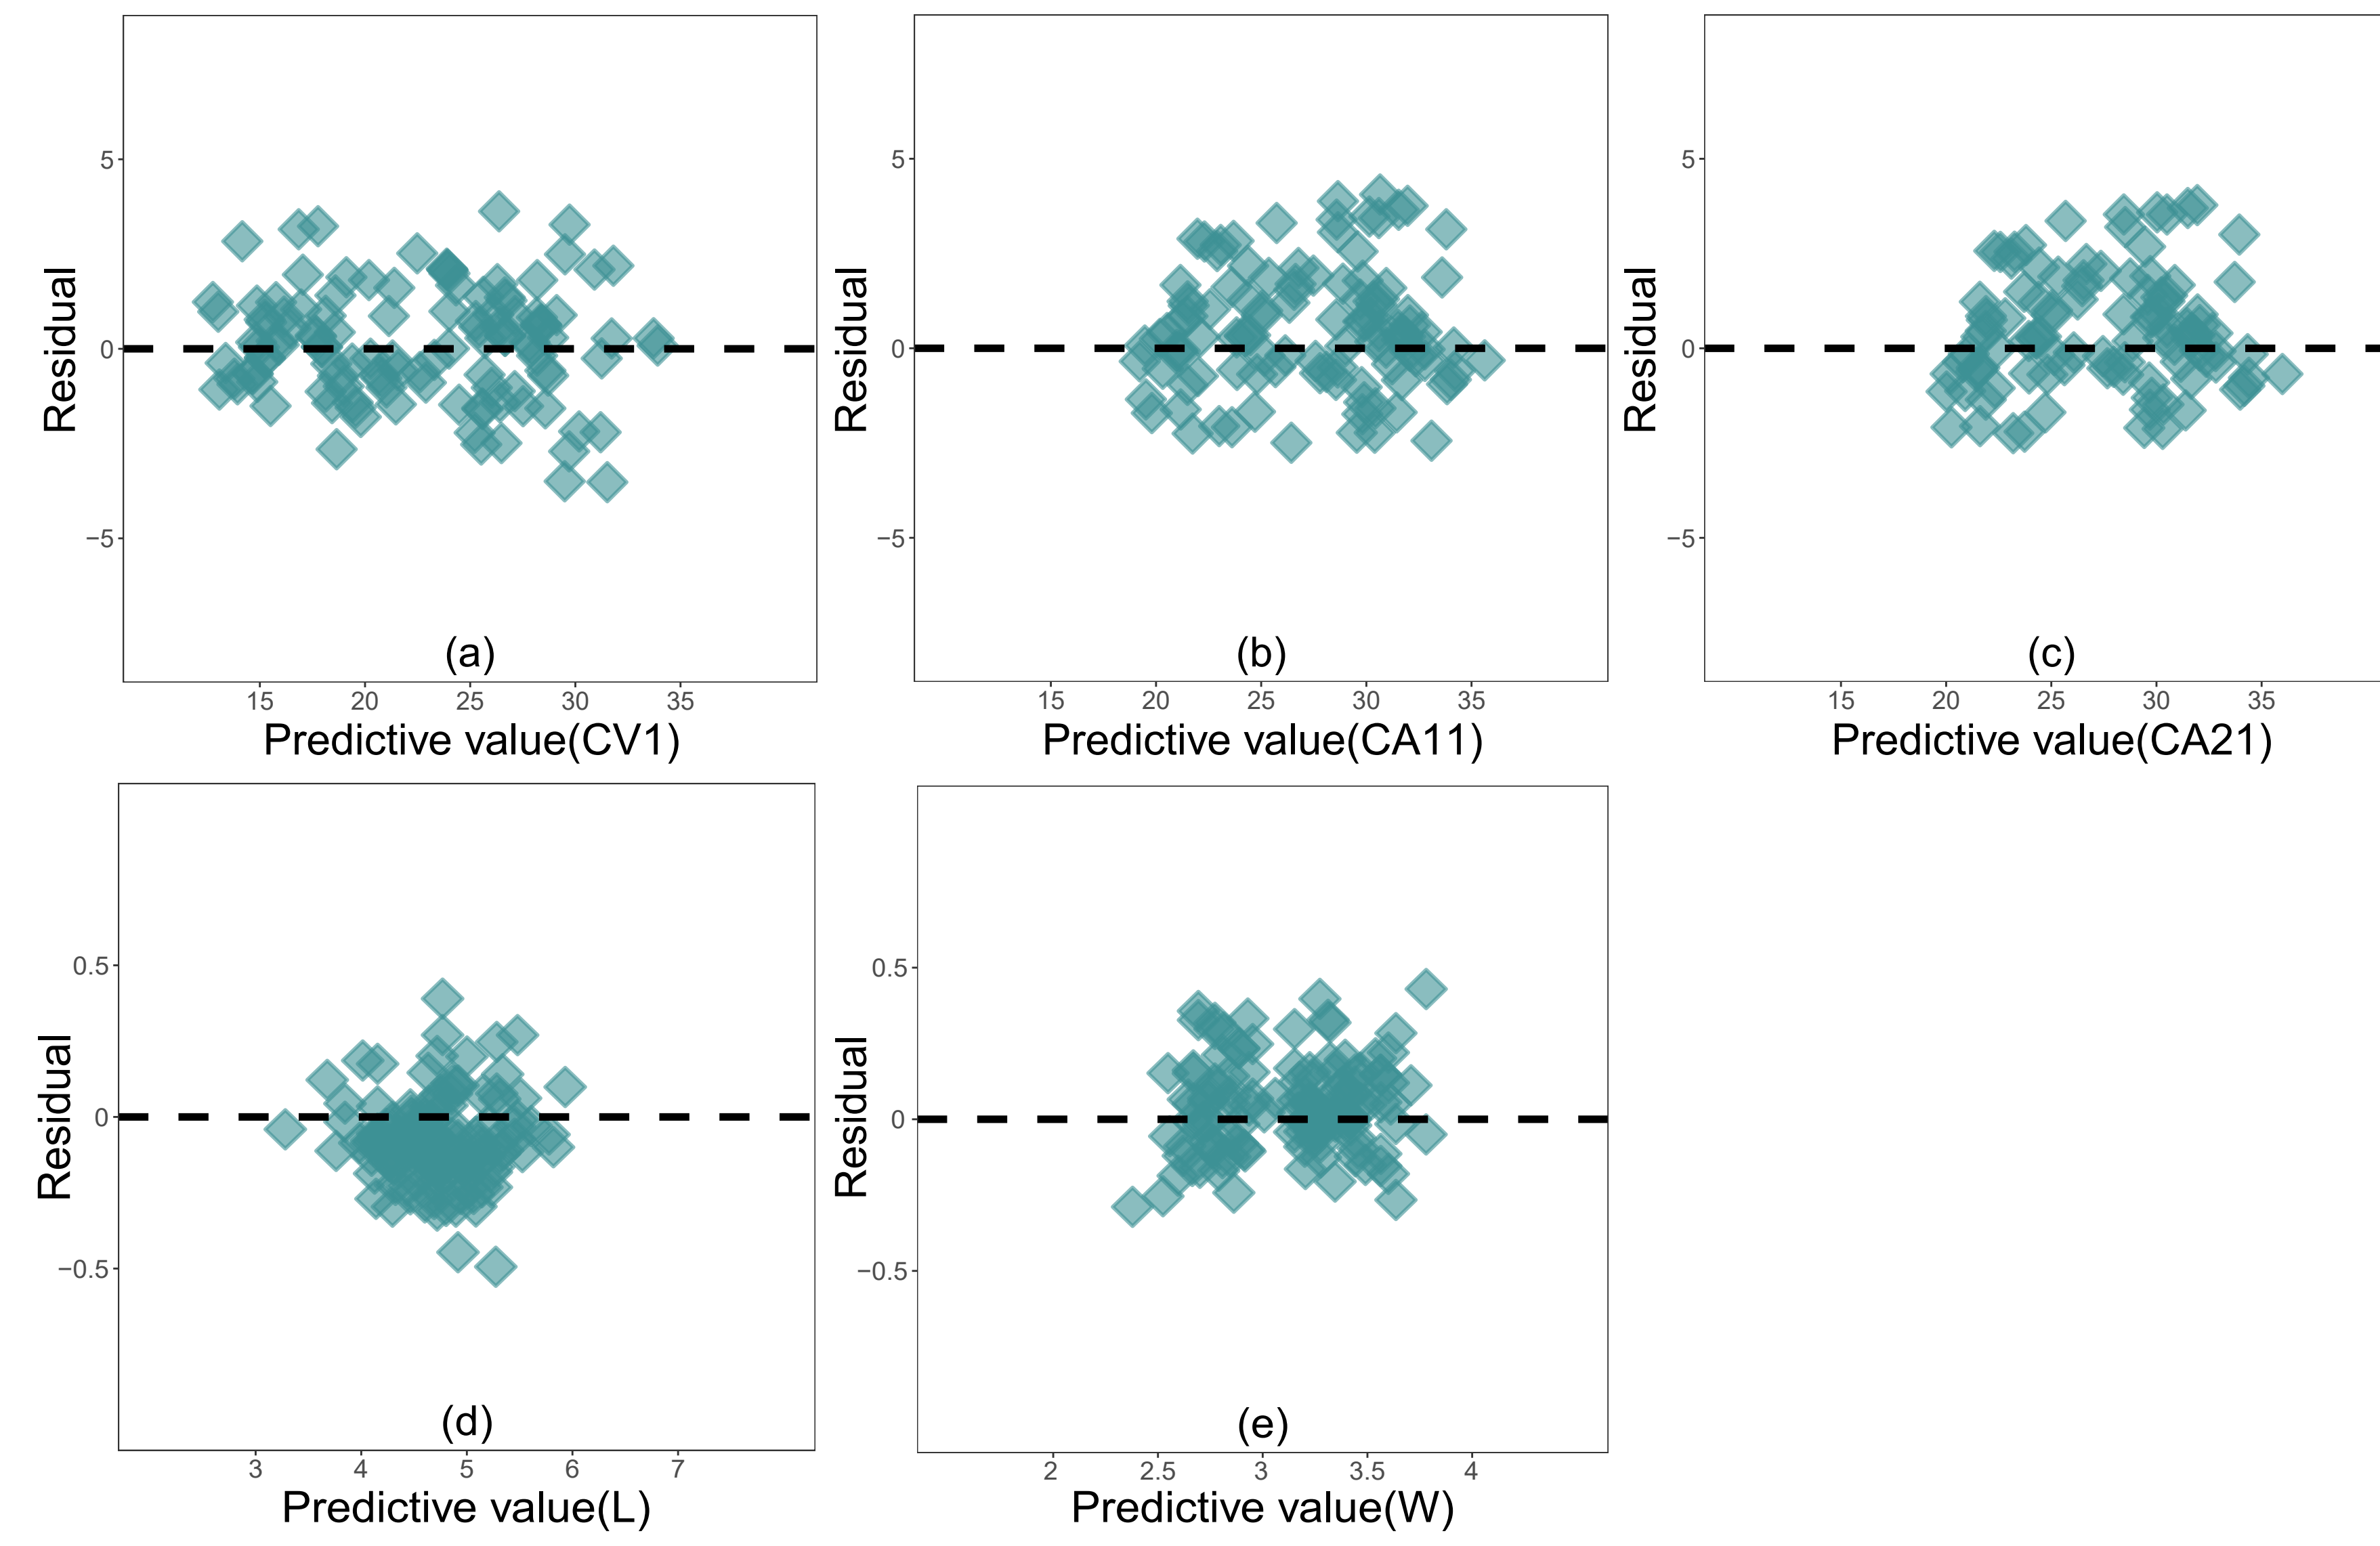 Residual
5
0
−5
(a)
15 20 25 30 35
Predictive value(CV1)
Residual
5
0
−5
(b)
15 20 25 30 35
Predictive value(CA11)
Residual
5
0
−5
(c)
15 20 25 30 35
Predictive value(CA21)
Residual
0.5
0
−0.5
(d)
3 4 5 6 7
Predictive value(L)
Residual
0.5
0
−0.5
(e)
2 2.5 3 3.5 4
Predictive value(W)